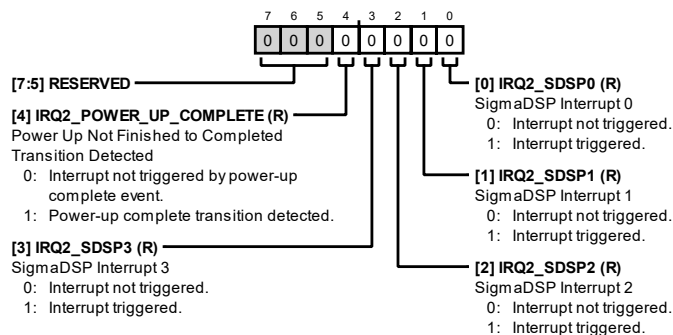 7 6 5 4 3 2 1 0
0 0 0 0 0 0 0 0
[7:5] RESERVED
[4] IRQ2_POWER_UP_COMPLETE (R)
Power Up Not Finished to Completed
Transition Detected
0: Interrupt not triggered by power-up
complete event.
1: Power-up complete transition detected.
[3] IRQ2_SDSP3 (R)
SigmaDSP Interrupt 3
0: Interrupt not triggered.
1: Interrupt triggered.
[0] IRQ2_SDSP0 (R)
SigmaDSP Interrupt 0
0: Interrupt not triggered.
1: Interrupt triggered.
[1] IRQ2_SDSP1 (R)
SigmaDSP Interrupt 1
0: Interrupt not triggered.
1: Interrupt triggered.
[2] IRQ2_SDSP2 (R)
SigmaDSP Interrupt 2
0: Interrupt not triggered.
1: Interrupt triggered.